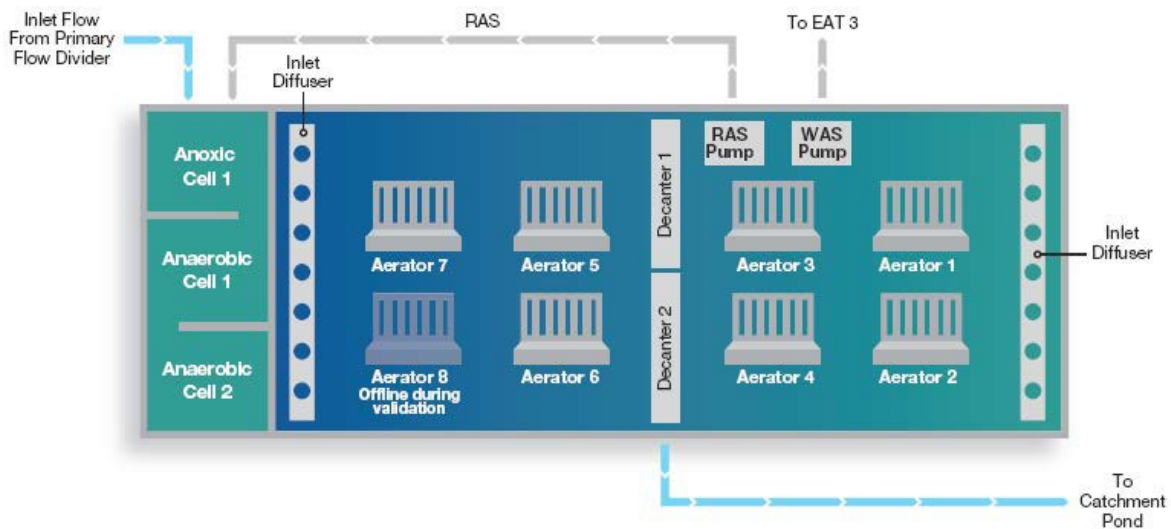 Inlet Flow
From Primary
Flow Divider
RAS
To EAT 3
Inlet
Diffuser
Anoxic
Cell 1
Anaerobic
Cell 1
Anaerobic
Cell 2
Aerator 7
Aerator 5
Aerator 8
Offline during
validation
Aerator 6
Decanter 1
Decanter 2
RAS
Pump
WAS
Pump
Aerator 3
Aerator 1
Aerator 4
Aerator 2
Inlet
Diffuser
To
Catchment
Pond